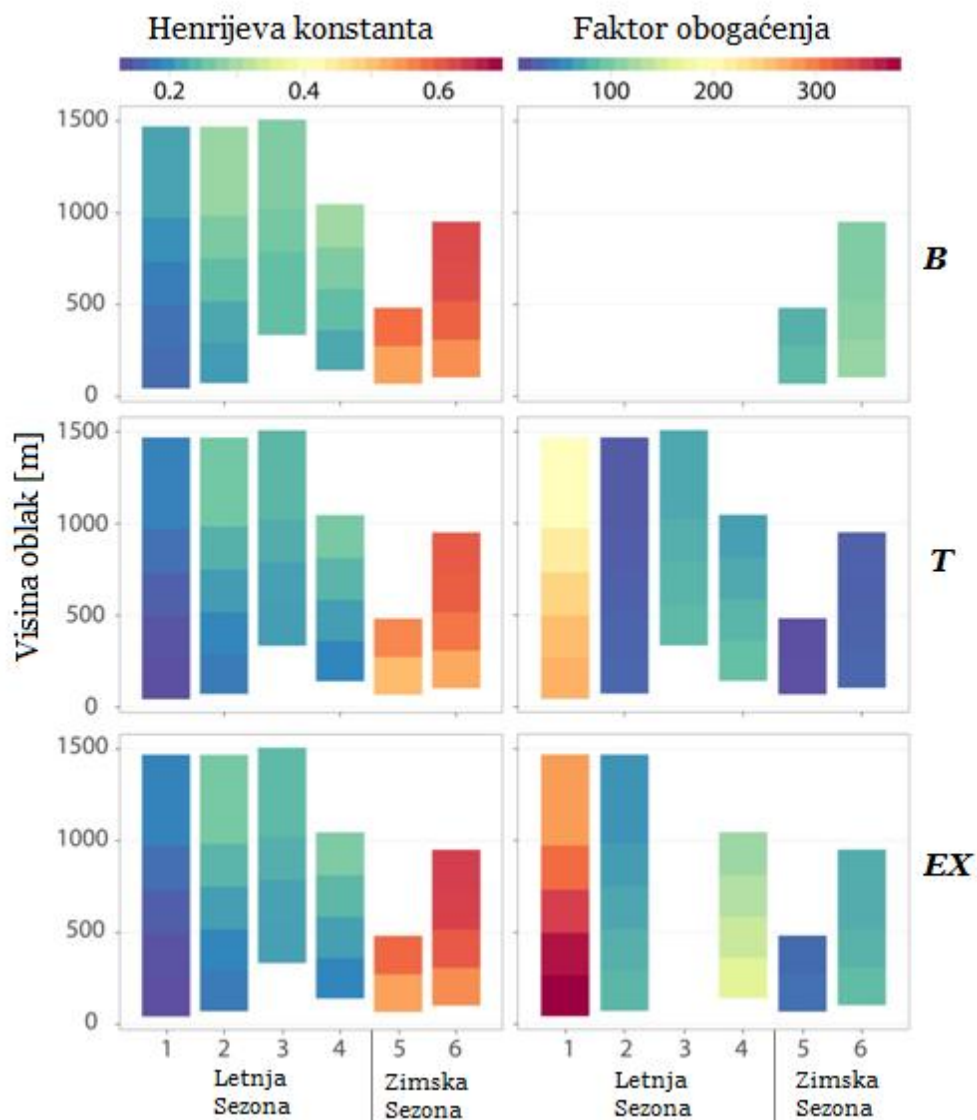 Henrijeva konstanta
Faktor obogaćenja
0.2 0.4 0.6
100 200 300
Visina oblak [m]
1500
1000
500
0
B
1500
1000
500
0
T
1500
1000
500
0
EX
1 2 3 4 5 6
Letnja
Sezona
Zimska
Sezona
1 2 3 4 5 6
Letnja
Sezona
Zimska
Sezona